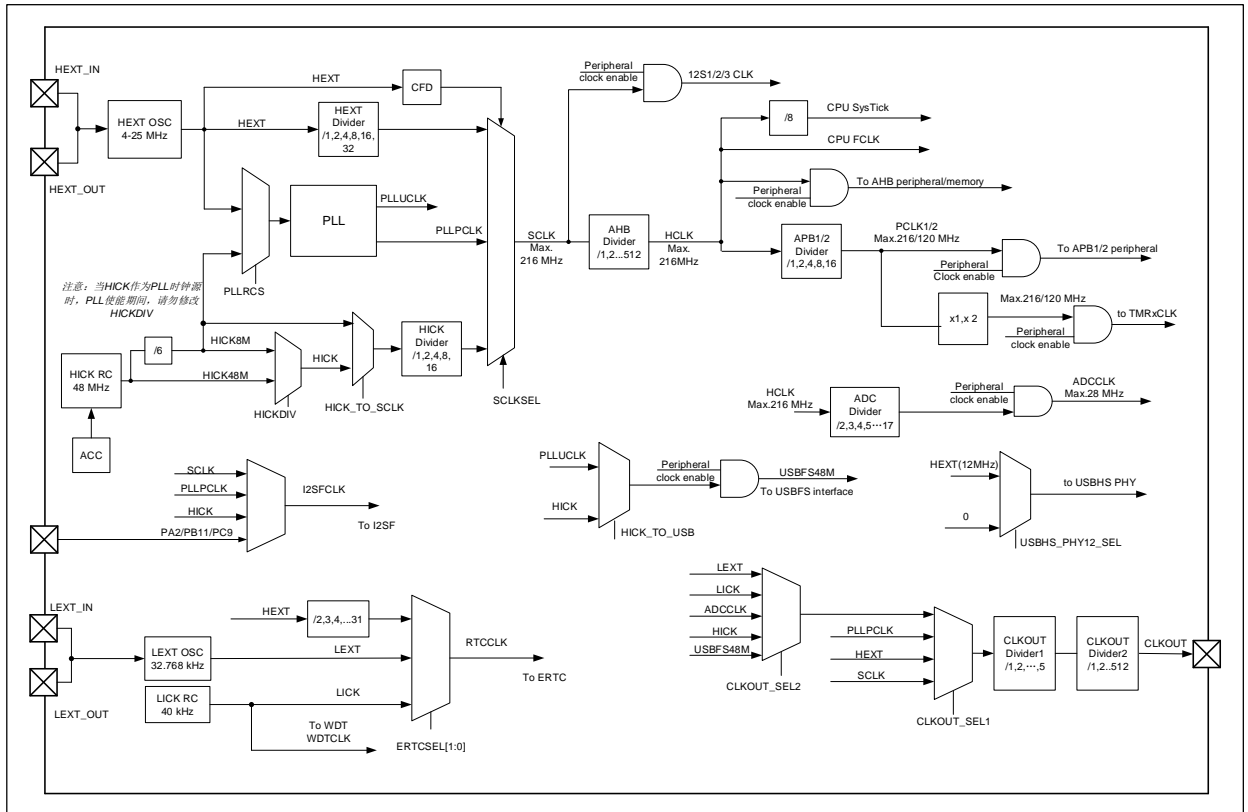 HEXT_IN
HEXT OSC
4-25 MHz
HEXT_OUT
HEXT
CFD
HEXT
HEXT
Divider
/1,2,4,8,16,
32
PLL
PLLUCLK
PLLPCLK
PLLRCS
注意：当HICK作为PLL时钟源
时，PLL使能期间，请勿修改
HICKDIV
/6
HICK8M
HICK48M
HICK RC
48 MHz
ACC
HICKDIV
HICK
HICK_TO_SCLK
HICK
Divider
/1,2,4,8,
16
SCLKSEL
SCLK
Max.
216 MHz
Peripheral
clock enable
12S1/2/3 CLK
AHB
Divider
/1,2...512
HCLK
Max.
216MHz
/8
CPU SysTick
CPU FCLK
Peripheral
clock enable
To AHB peripheral/memory
APB1/2
Divider
/1,2,4,8,16
PCLK1/2
Max.216/120 MHz
Peripheral
Clock enable
To APB1/2 peripheral
x1,x 2
Max.216/120 MHz
Peripheral
clock enable
to TMRxCLK
HCLK
Max.216 MHz
ADC
Divider
/2,3,4,5···17
Peripheral
clock enable
ADCCLK
Max.28 MHz
SCLK
PLLPCLK
HICK
PA2/PB11/PC9
I2SFCLK
To I2SF
PLLUCLK
HICK
HICK_TO_USB
Peripheral
clock enable
USBFS48M
To USBFS interface
HEXT(12MHz)
0
to USBHS PHY
USBHS_PHY12_SEL
LEXT_IN
LEXT OSC
32.768 kHz
LEXT_OUT
LICK RC
40 kHz
HEXT
/2,3,4,...31
LEXT
LICK
To WDT
WDTCLK
RTCCLK
To ERTC
ERTCSEL[1:0]
LEXT
LICK
ADCCLK
HICK
USBFS48M
CLKOUT_SEL2
PLLPCLK
HEXT
SCLK
CLKOUT_SEL1
CLKOUT
Divider1
/1,2,···,5
CLKOUT
Divider2
/1,2..512
CLKOUT